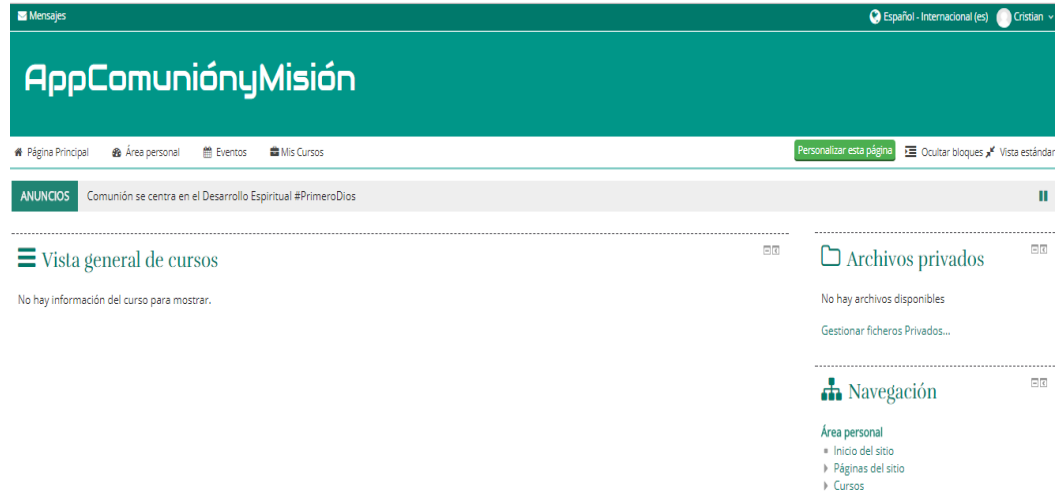 Mensajes
Español - Internacional (es) Cristian
AppComuniónyMisión
Página Principal Área personal Eventos Mis Cursos
Personalizar esta página Ocultar bloques Vista estándar
ANUNCIOS Comunión se centra en el Desarrollo Espiritual #PrimeroDios
Vista general de cursos
No hay información del curso para mostrar.
Archivos privados
No hay archivos disponibles
Gestionar ficheros Privados...
Navegación
Área personal
Inicio del sitio
Páginas del sitio
Cursos